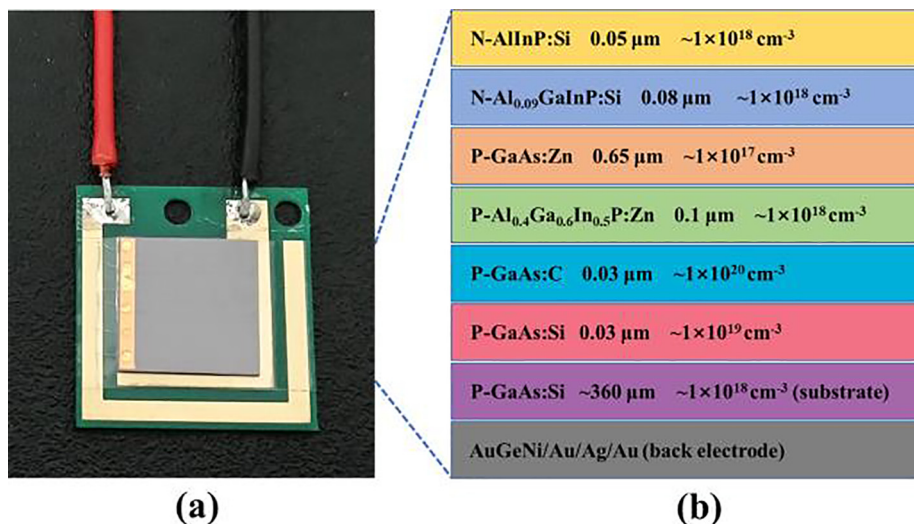 N-AlInP:Si 0.05 μm ~1×10¹⁸ cm⁻³
N-Al₀.₀₉GaInP:Si 0.08 μm ~1×10¹⁸ cm⁻³
P-GaAs:Zn 0.65 μm ~1×10¹⁷ cm⁻³
P-Al₀.₄Ga₀.₆In₀.₅P:Zn 0.1 μm ~1×10¹⁸ cm⁻³
P-GaAs:C 0.03 μm ~1×10²⁰ cm⁻³
P-GaAs:Si 0.03 μm ~1×10¹⁹ cm⁻³
P-GaAs:Si ~360 μm ~1×10¹⁸ cm⁻³ (substrate)
AuGeNi/Au/Ag/Au (back electrode)
(a) (b)